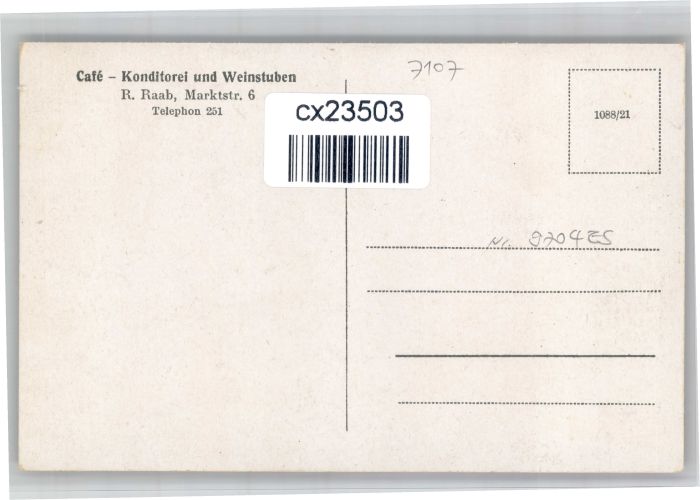 Café – Konditorei und Weinstuben
R. Raab, Marktstr. 6
Telephon 251
7107
cx23503
1088/21